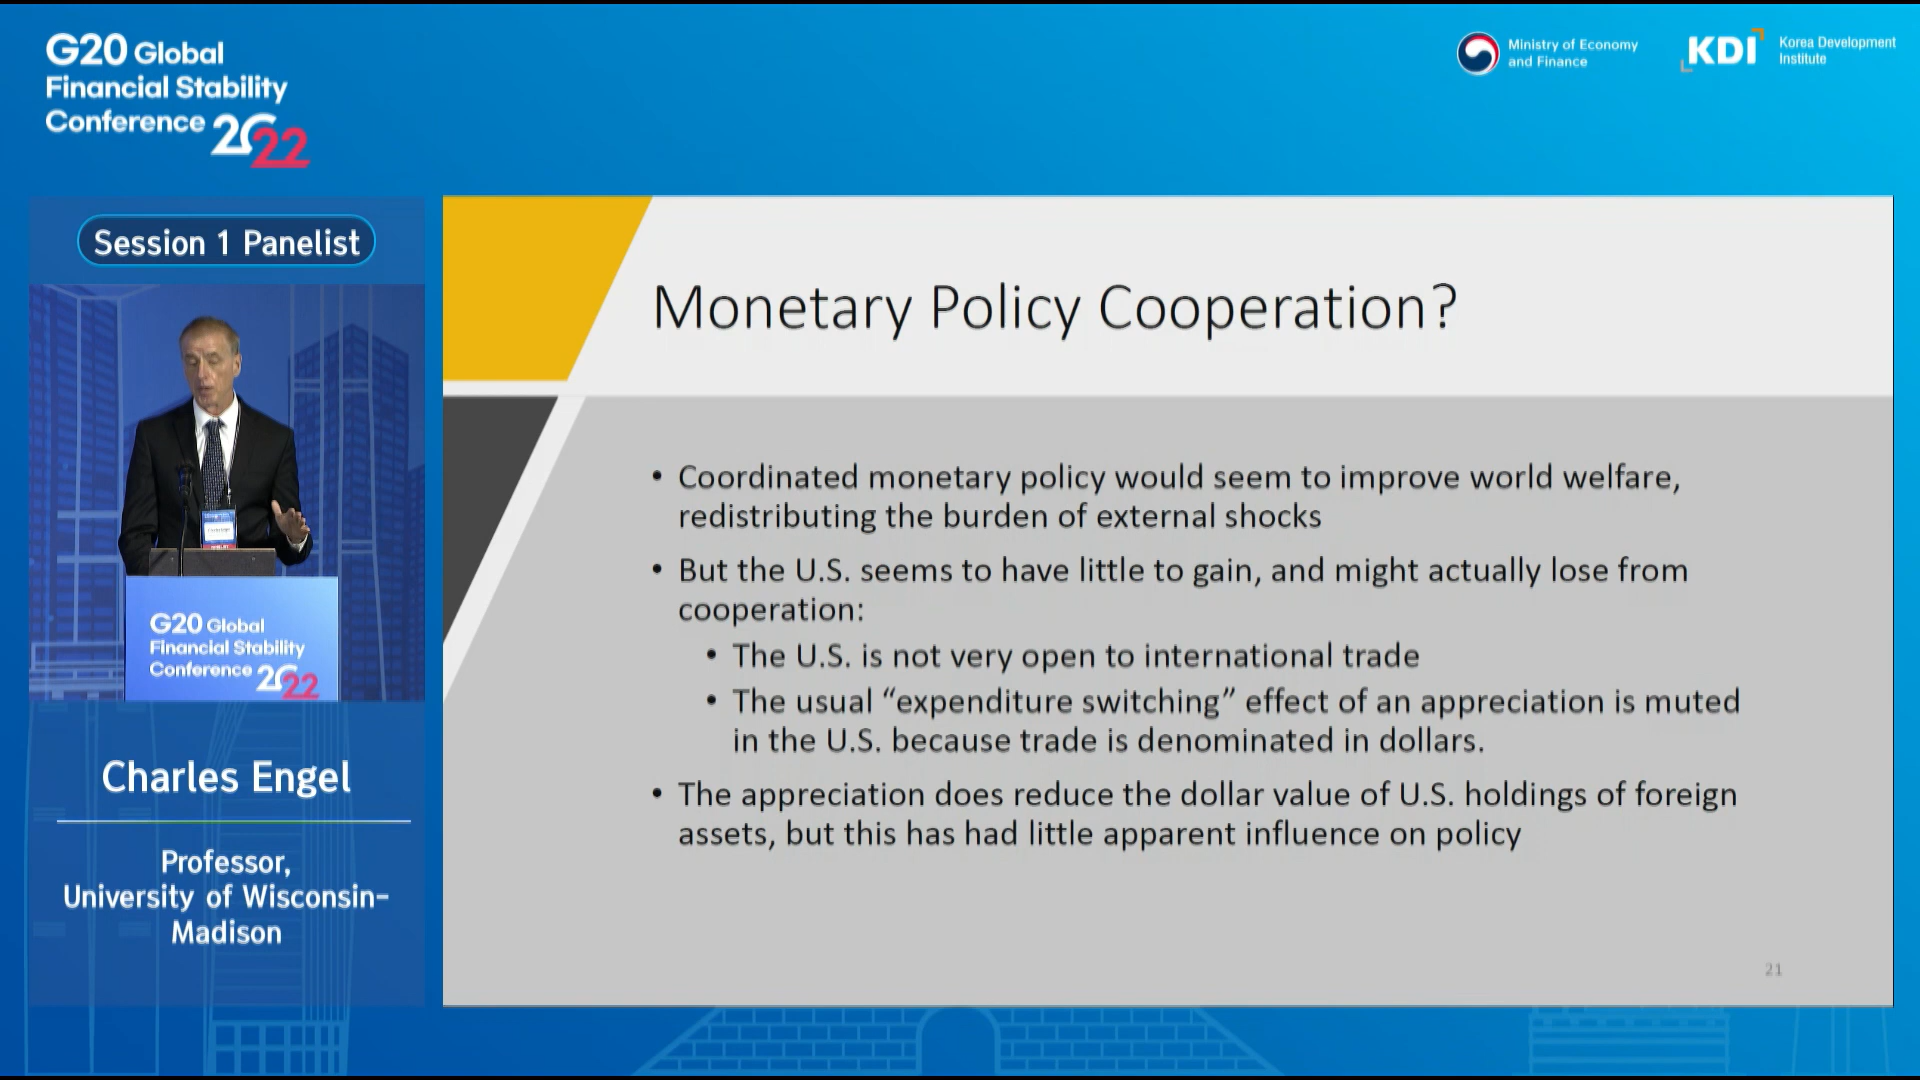 G20 Global
Financial Stability
Conference 2022
Ministry of Economy
and Finance
KDI
Korea Development
Institute
Session 1 Panelist
G20 Global
Financial Stability
Conference 2022
Charles Engel
Professor,
University of Wisconsin-
Madison
Monetary Policy Cooperation?
• Coordinated monetary policy would seem to improve world welfare,
redistributing the burden of external shocks
• But the U.S. seems to have little to gain, and might actually lose from
cooperation:
• The U.S. is not very open to international trade
• The usual “expenditure switching” effect of an appreciation is muted
in the U.S. because trade is denominated in dollars.
• The appreciation does reduce the dollar value of U.S. holdings of foreign
assets, but this has had little apparent influence on policy
21